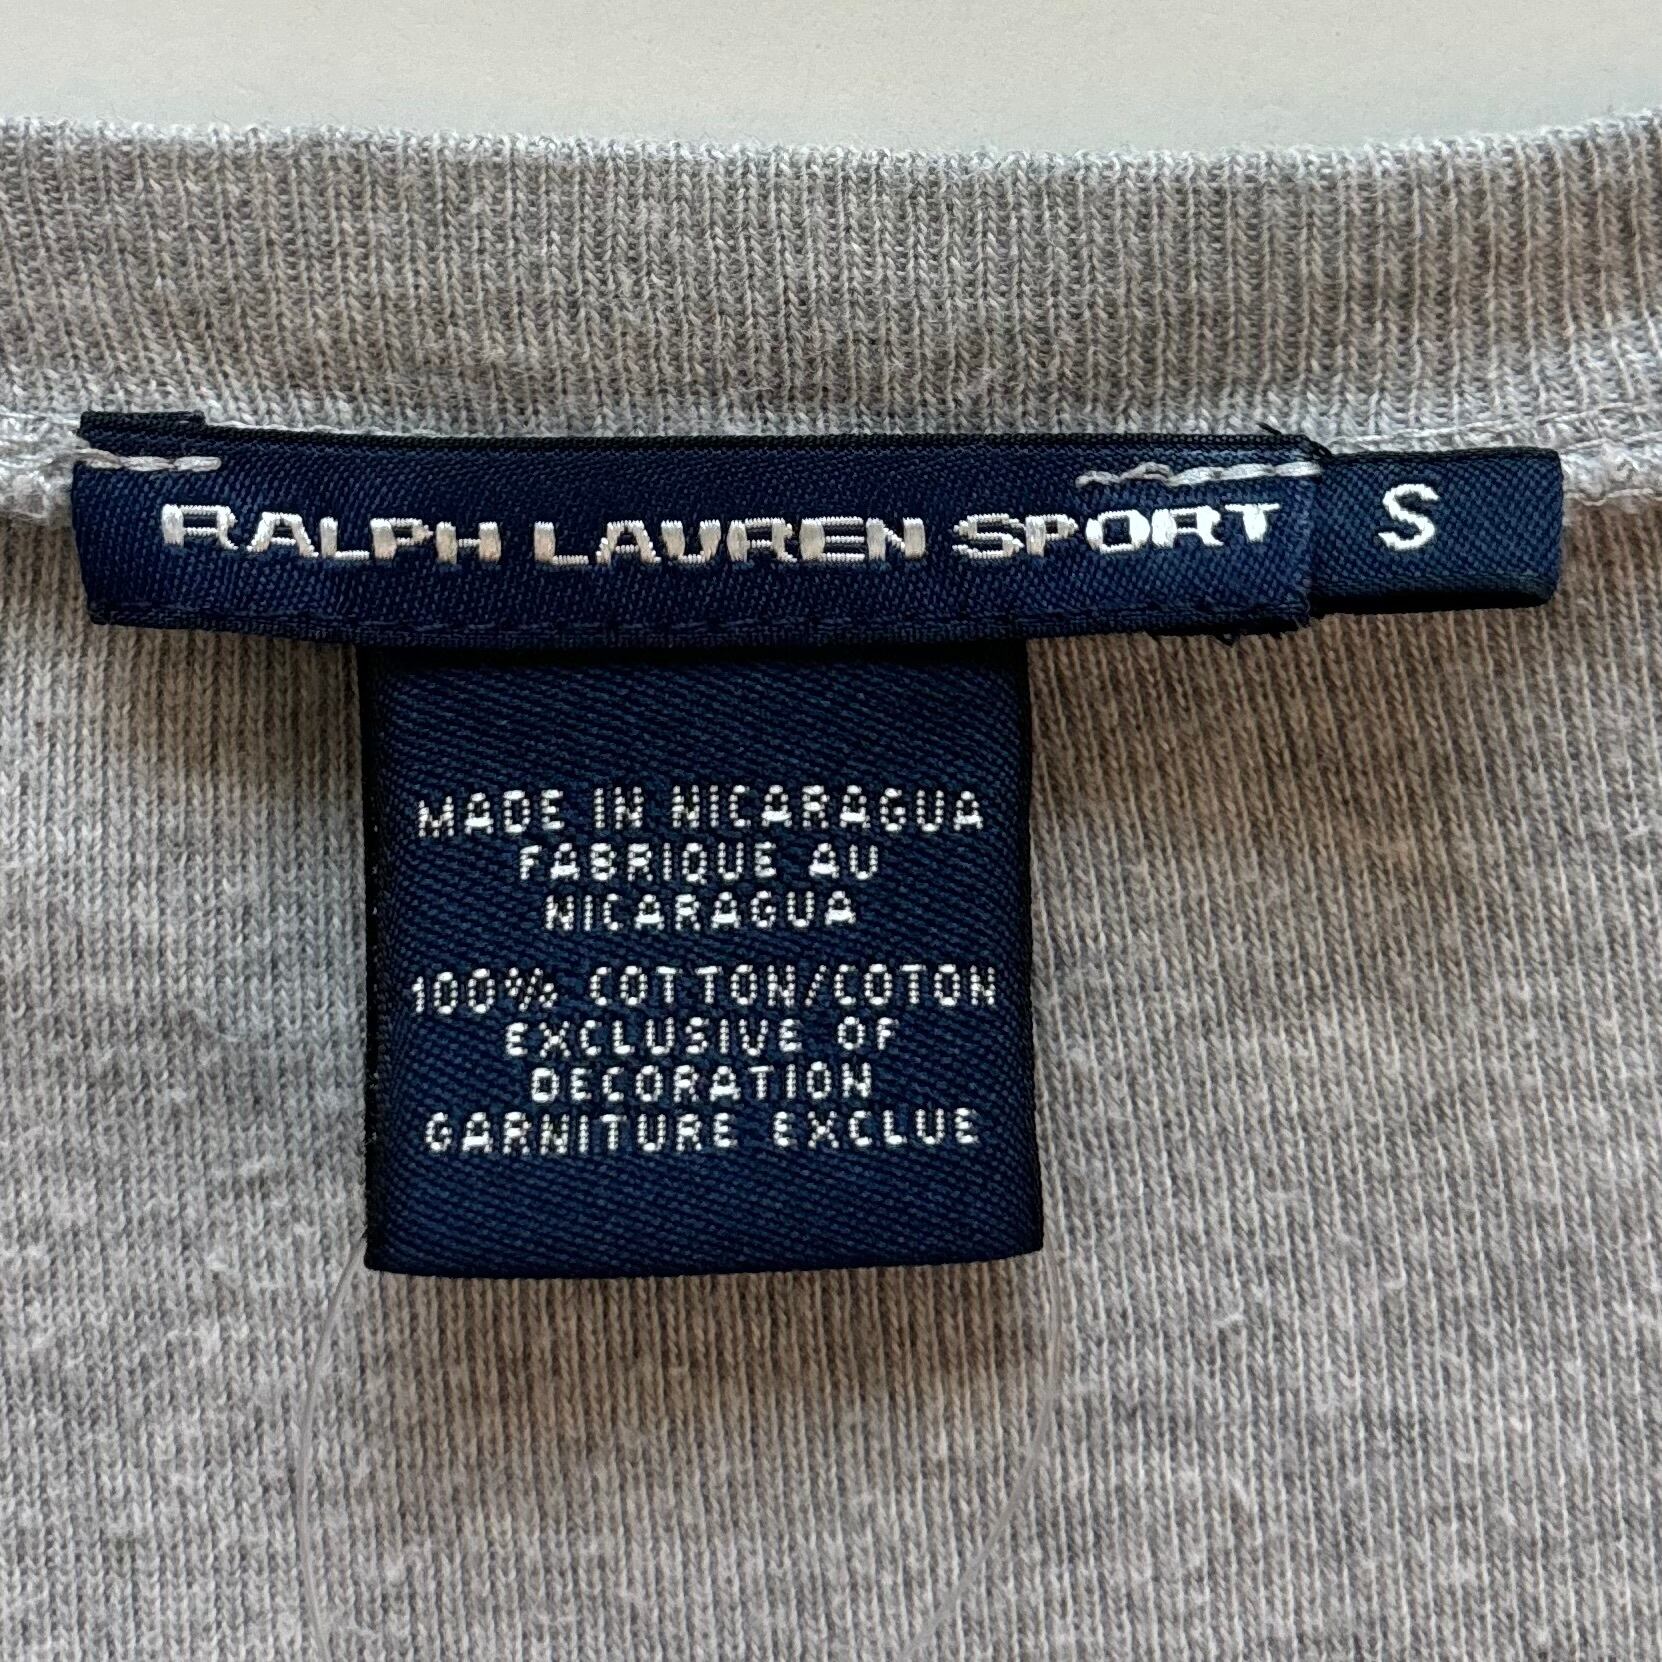 RALPH LAUREN SPORT
S
MADE IN NICARAGUA
FABRIQUE AU
NICARAGUA
100% COTTON/COTON
EXCLUSIVE OF
DECORATION
GARNITURE EXCLUE